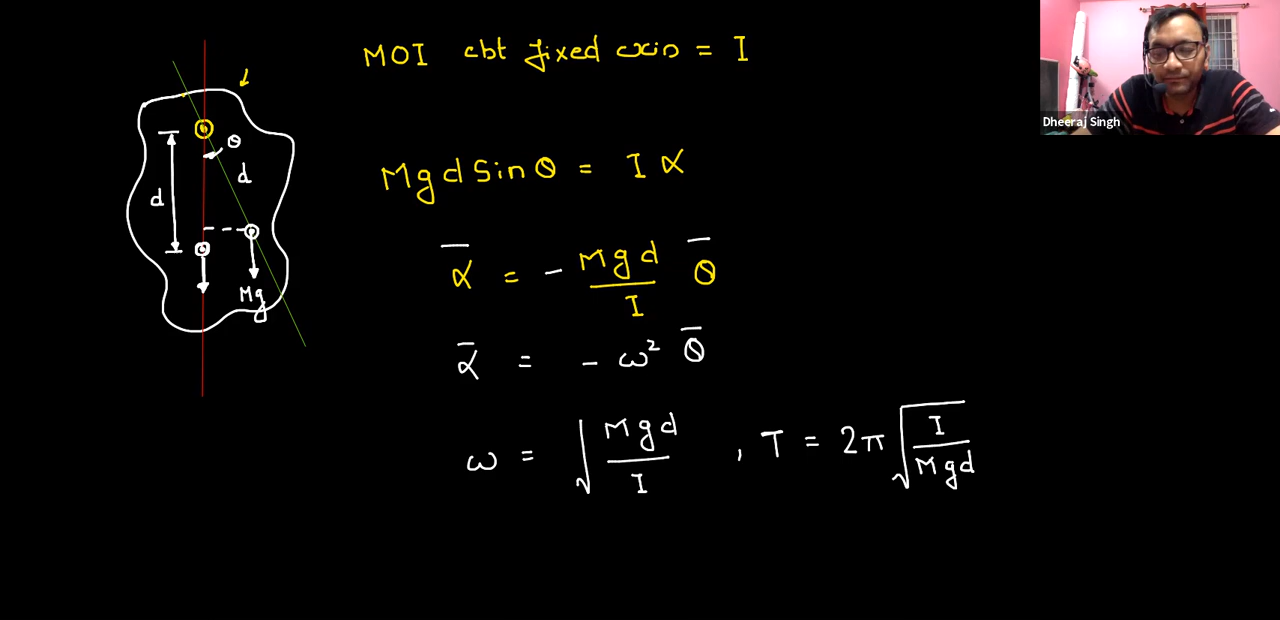 MOI abt fixed axis = I
Dheeraj Singh
θ
d
d
Mg
Mgd Sin θ = I α
α̅ = - Mgd/I θ̅
α̅ = - ω² θ̅
ω = √(Mgd/I) , T = 2π √(I/Mgd)